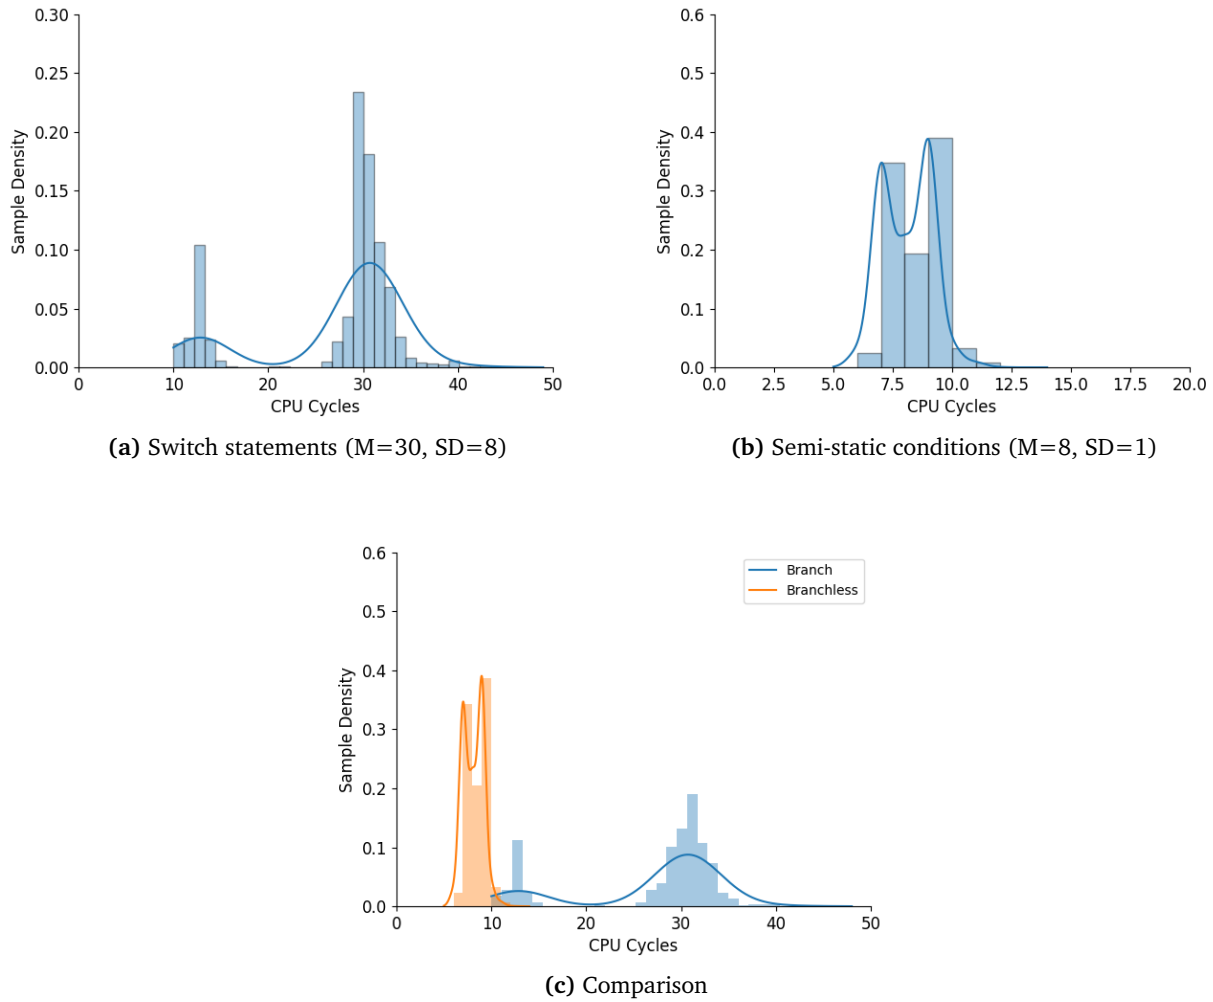 0.30
0.25
0.20
0.15
0.10
0.05
0.00
Sample Density
0 10 20 30 40 50
CPU Cycles
(a) Switch statements (M=30, SD=8)
0.6
0.5
0.4
0.3
0.2
0.1
0.0
Sample Density
0.0 2.5 5.0 7.5 10.0 12.5 15.0 17.5 20.0
CPU Cycles
(b) Semi-static conditions (M=8, SD=1)
0.6
0.5
0.4
0.3
0.2
0.1
0.0
Sample Density
Branch
Branchless
0 10 20 30 40 50
CPU Cycles
(c) Comparison